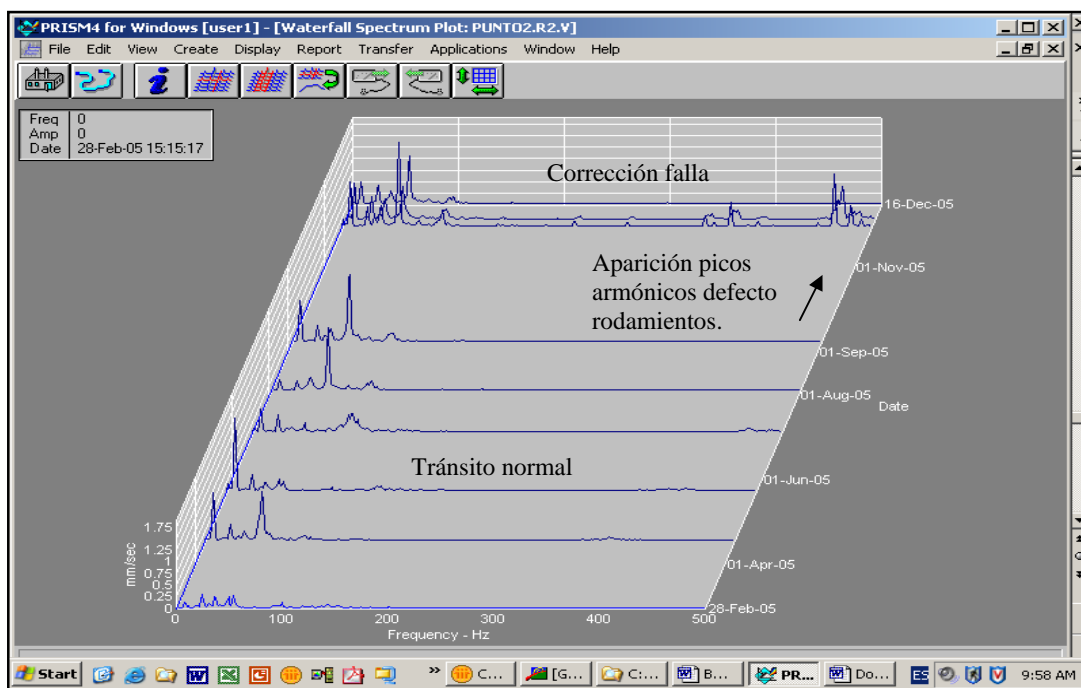 PRISM4 for Windows [user1] - [Waterfall Spectrum Plot: PUNTO2.R2.V]
File Edit View Create Display Report Transfer Applications Window Help
Freq 0
Amp 0
Date 28-Feb-05 15:15:17
Corrección falla
16-Dec-05
Aparición picos
armónicos defecto
rodamientos.
01-Nov-05
01-Sep-05
01-Aug-05
Date
Tránsito normal
01-Jun-05
1.75
1.25
1
0.75
0.5
0.25
0
mm/sec
01-Apr-05
28-Feb-05
0 100 200 300 400 500
Frequency - Hz
Start » C... [G... C:... B... PR... Do... ES 9:58 AM